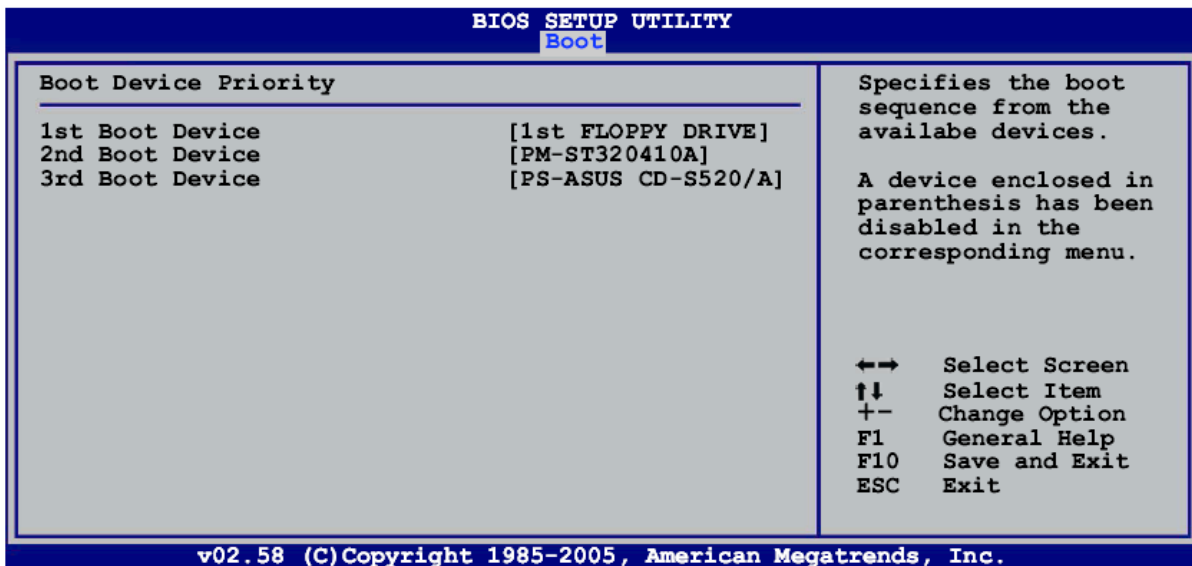 BIOS SETUP UTILITY
Boot
Boot Device Priority
1st Boot Device [1st FLOPPY DRIVE]
2nd Boot Device [PM-ST320410A]
3rd Boot Device [PS-ASUS CD-S520/A]
Specifies the boot
sequence from the
availabe devices.
A device enclosed in
parenthesis has been
disabled in the
corresponding menu.
←→ Select Screen
↑↓ Select Item
+- Change Option
F1 General Help
F10 Save and Exit
ESC Exit
v02.58 (C)Copyright 1985-2005, American Megatrends, Inc.